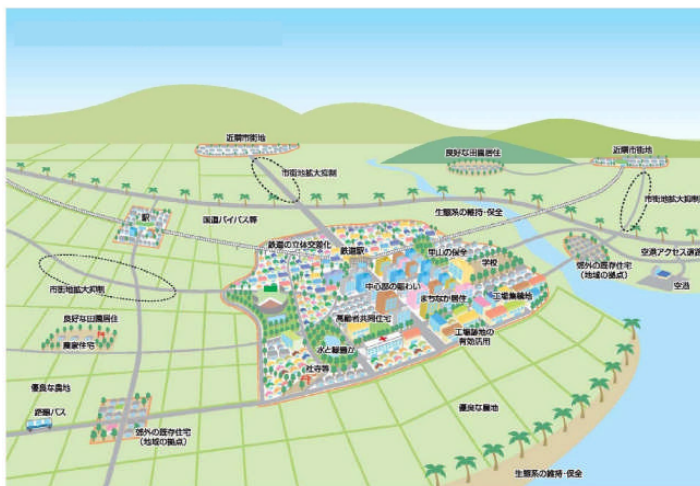 近隣市街地
良好な田園居住
近隣市街地
市街地拡大抑制
市街地拡大抑制
駅
国道バイパス等
生態系の維持・保全
鉄道の立体交差化
鉄道駅
里山の保全
学校
空港アクセス道路
郊外の既存住宅
(地域の拠点)
空港
中心部の賑わい
まちなか居住
工場集積地
市街地拡大抑制
良好な田園居住
高齢者共同住宅
工場跡地の
有効活用
農家住宅
水と緑豊か
社寺等
優良な農地
路線バス
優良な農地
郊外の既存住宅
(地域の拠点)
生態系の維持・保全